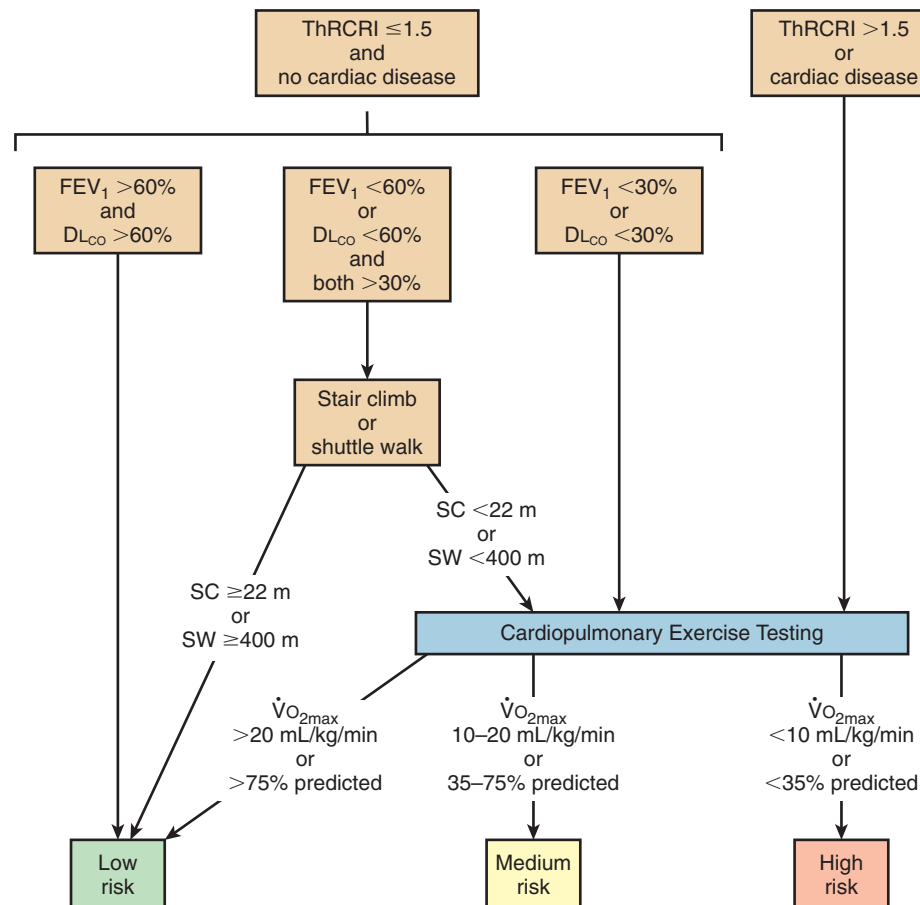 ThRCRI ≤1.5
and
no cardiac disease
ThRCRI >1.5
or
cardiac disease
FEV₁ >60%
and
DLCO >60%
FEV₁ <60%
or
DLCO <60%
and
both >30%
FEV₁ <30%
or
DLCO <30%
Stair climb
or
shuttle walk
SC <22 m
or
SW <400 m
SC ≥22 m
or
SW ≥400 m
Cardiopulmonary Exercise Testing
V̇O₂max
>20 mL/kg/min
or
>75% predicted
V̇O₂max
10–20 mL/kg/min
or
35–75% predicted
V̇O₂max
<10 mL/kg/min
or
<35% predicted
Low
risk
Medium
risk
High
risk